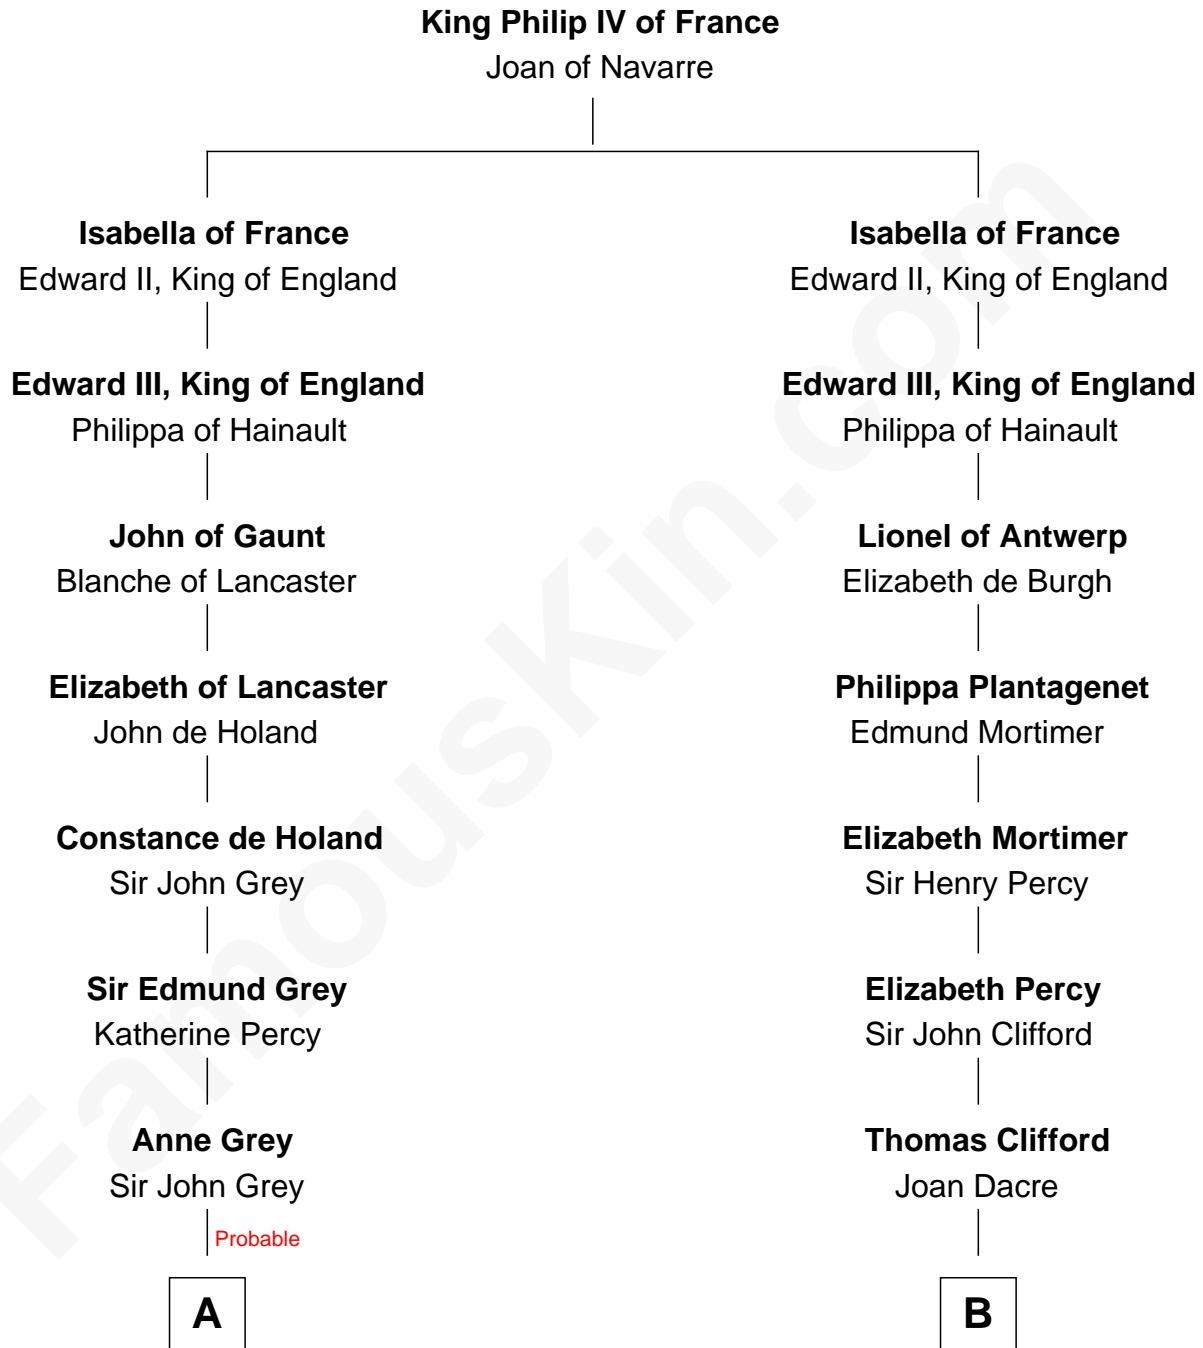 King Philip IV of France
Joan of Navarre
Isabella of France
Edward II, King of England
Edward III, King of England
Philippa of Hainault
John of Gaunt
Blanche of Lancaster
Elizabeth of Lancaster
John de Holand
Constance de Holand
Sir John Grey
Sir Edmund Grey
Katherine Percy
Anne Grey
Sir John Grey
Probable
A
Isabella of France
Edward II, King of England
Edward III, King of England
Philippa of Hainault
Lionel of Antwerp
Elizabeth de Burgh
Philippa Plantagenet
Edmund Mortimer
Elizabeth Mortimer
Sir Henry Percy
Elizabeth Percy
Sir John Clifford
Thomas Clifford
Joan Dacre
B
FamousKin.com